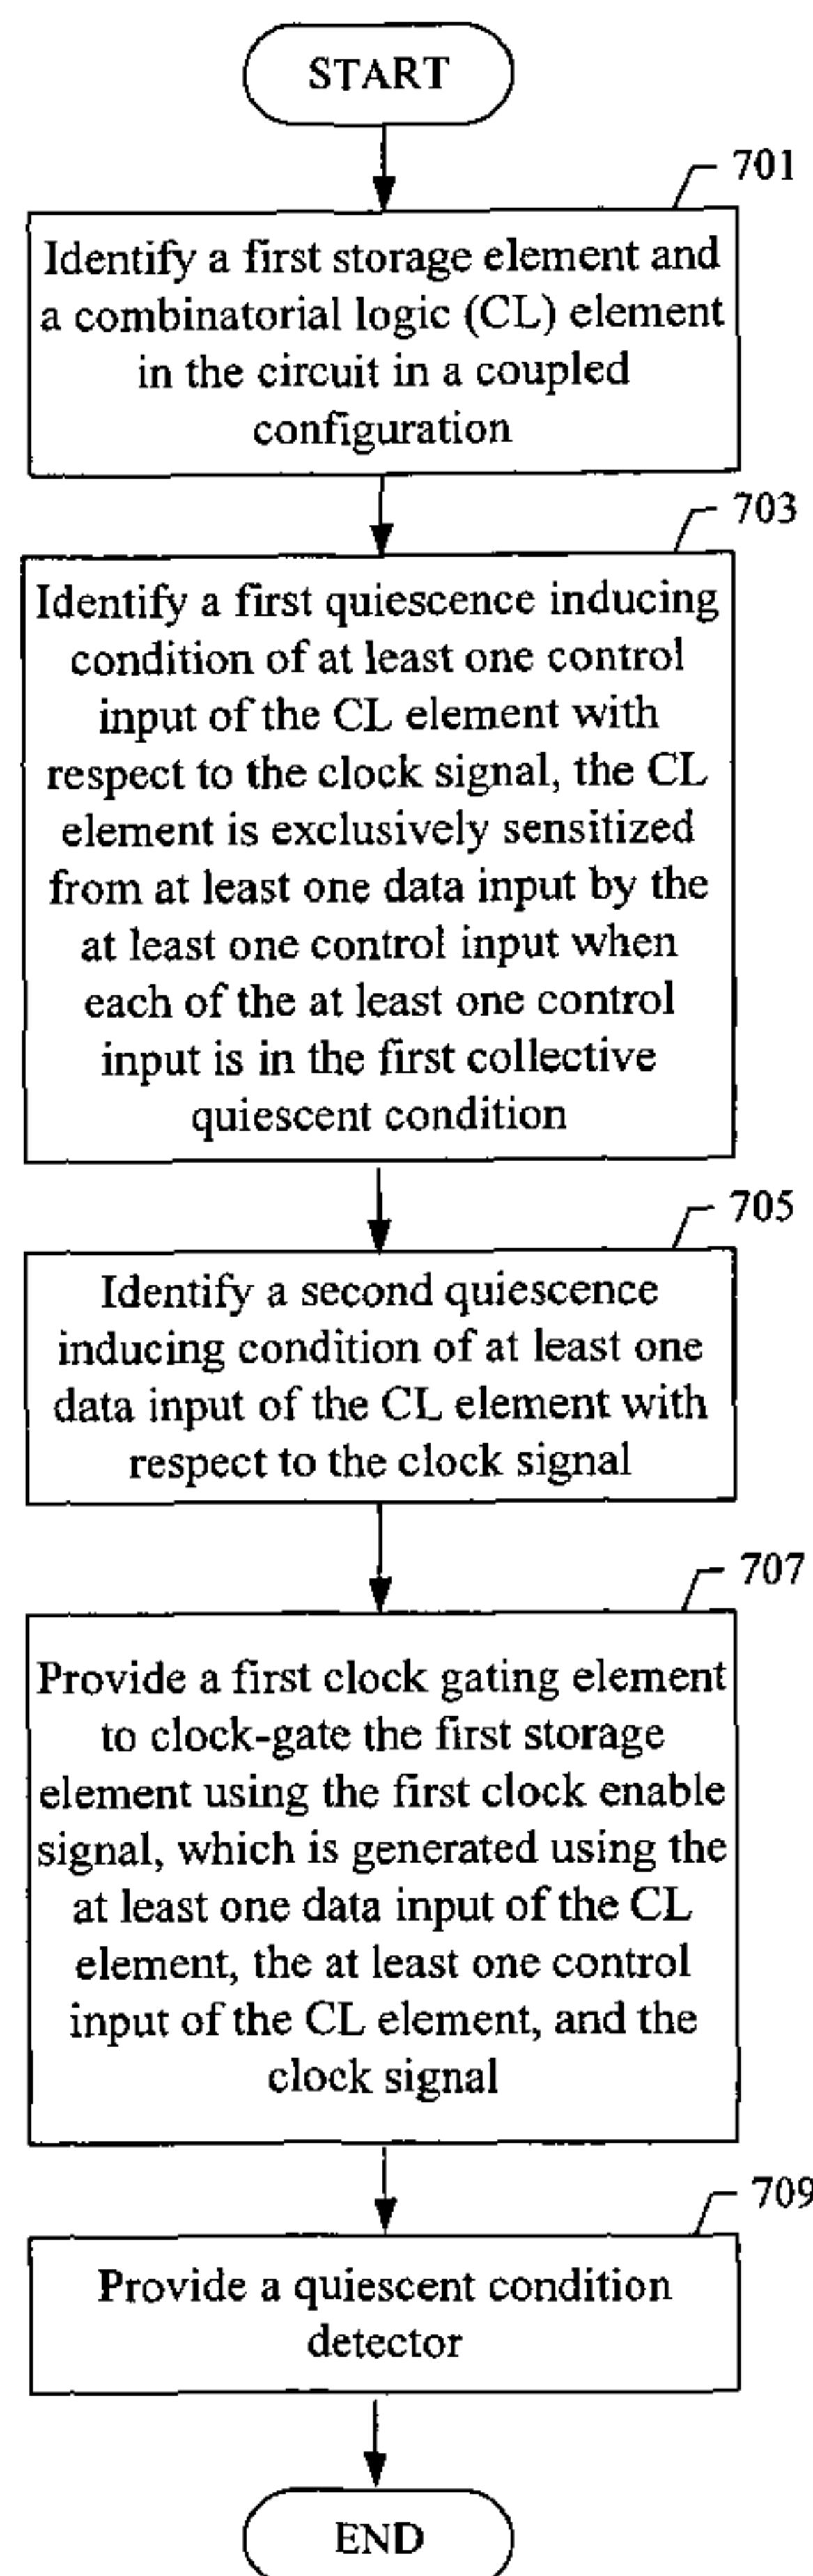 START
701
Identify a first storage element and
a combinatorial logic (CL) element
in the circuit in a coupled
configuration
703
Identify a first quiescence inducing
condition of at least one control
input of the CL element with
respect to the clock signal, the CL
element is exclusively sensitized
from at least one data input by the
at least one control input when
each of the at least one control
input is in the first collective
quiescent condition
705
Identify a second quiescence
inducing condition of at least one
data input of the CL element with
respect to the clock signal
707
Provide a first clock gating element
to clock-gate the first storage
element using the first clock enable
signal, which is generated using the
at least one data input of the CL
element, the at least one control
input of the CL element, and the
clock signal
709
Provide a quiescent condition
detector
END